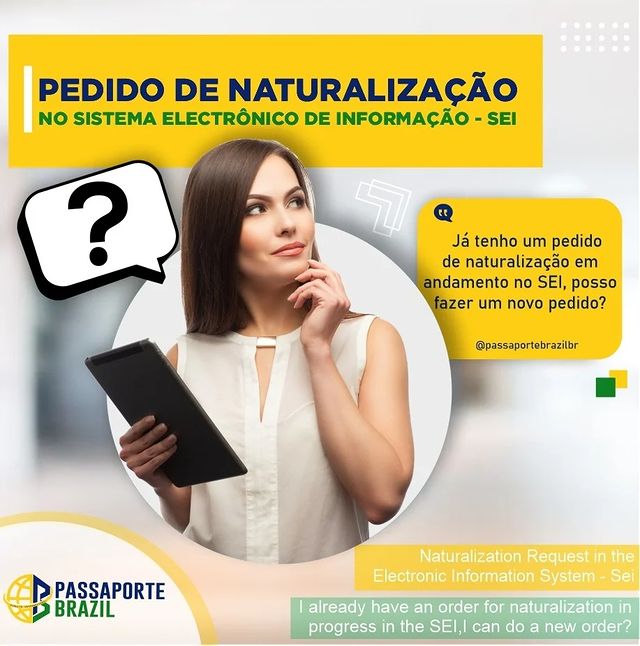 PEDIDO DE NATURALIZAÇÃO
NO SISTEMA ELECTRÔNICO DE INFORMAÇÃO - SEI
?
Já tenho um pedido
de naturalização em
andamento no SEI, posso
fazer um novo pedido?
@passaportebrazilbr
Naturalization Request in the
Electronic Information System - Sei
I already have an order for naturalization in
progress in the SEI,I can do a new order?
PASSAPORTE
BRAZIL